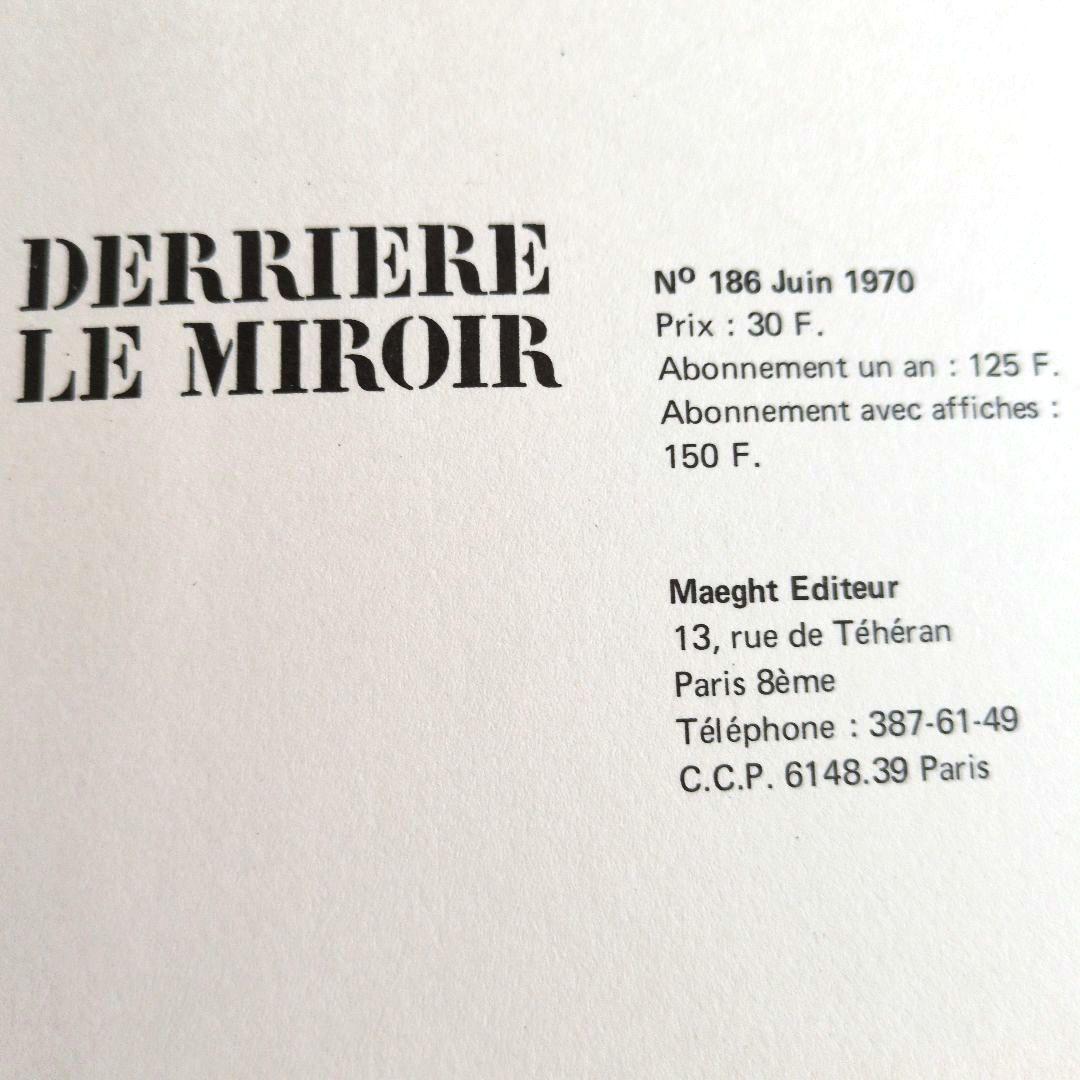 DERRIERE
LE MIROIR
Nº 186 Juin 1970
Prix : 30 F.
Abonnement un an : 125 F.
Abonnement avec affiches :
150 F.
Maeght Editeur
13, rue de Téhéran
Paris 8ème
Téléphone : 387-61-49
C.C.P. 6148.39 Paris